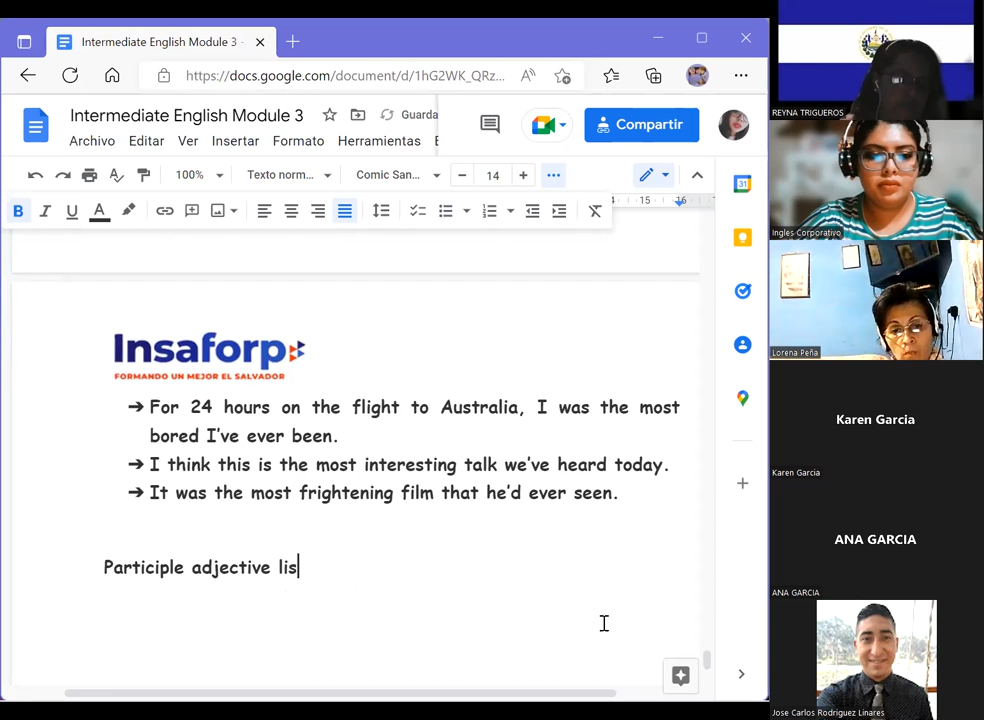 Intermediate English Module 3 -
https://docs.google.com/document/d/1hG2WK_QRz...
Intermediate English Module 3
Guarda
Compartir
Archivo Editar Ver Insertar Formato Herramientas E
100% Texto norm... Comic San... 14
15 16
Insaforp
FORMANDO UN MEJOR EL SALVADOR
➔ For 24 hours on the flight to Australia, I was the most
bored I've ever been.
➔ I think this is the most interesting talk we've heard today.
➔ It was the most frightening film that he'd ever seen.
Participle adjective lis
REYNA TRIGUEROS
Ingles Corporativo
Lorena Peña
Karen Garcia
Karen Garcia
ANA GARCIA
ANA GARCIA
Jose Carlos Rodriguez Linares